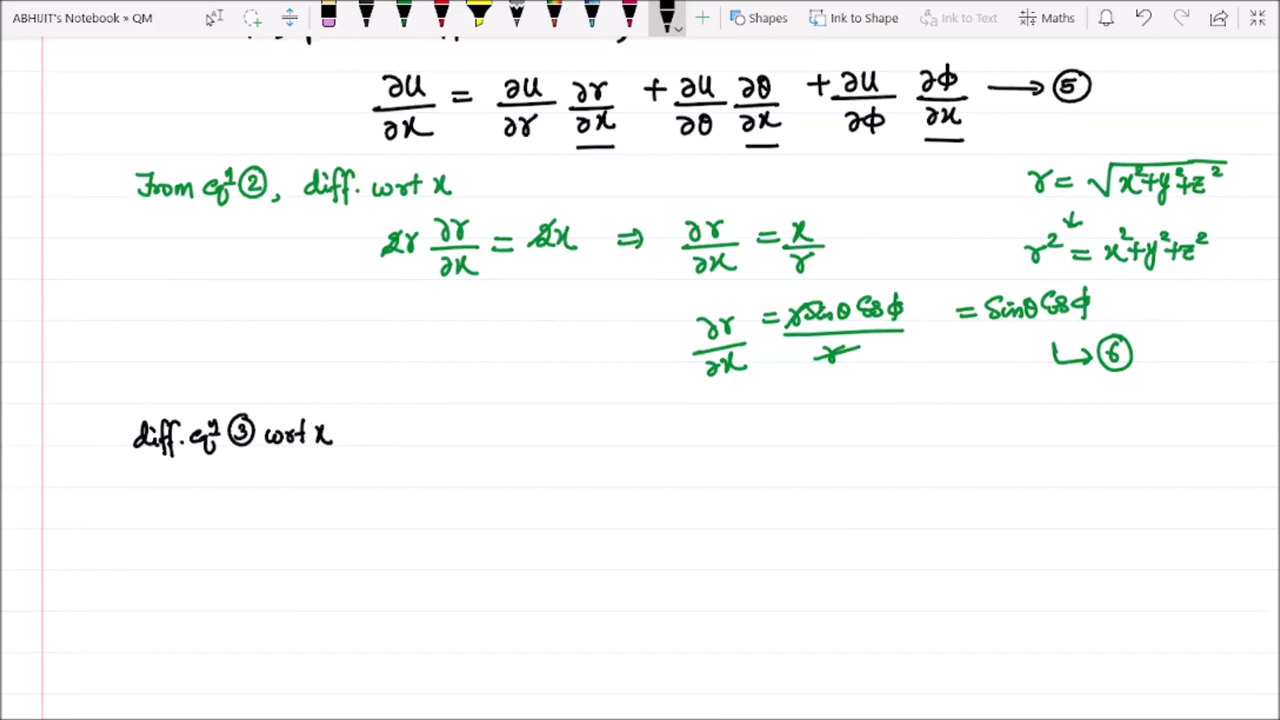 ABHIJIT's Notebook » QM
Shapes
Ink to Shape
Ink to Text
Maths
∂u/∂x = ∂u/∂r ∂r/∂x + ∂u/∂θ ∂θ/∂x + ∂u/∂ϕ ∂ϕ/∂x → ⑤
From eqⁿ ②, diff. wrt x
r = √x²+y²+z²
2r ∂r/∂x = 2x ⇒ ∂r/∂x = x/r
r² = x²+y²+z²
∂r/∂x = rSinθ Cosϕ/r = Sinθ Cosϕ
↳ ⑥
diff. eqⁿ ③ wrt x